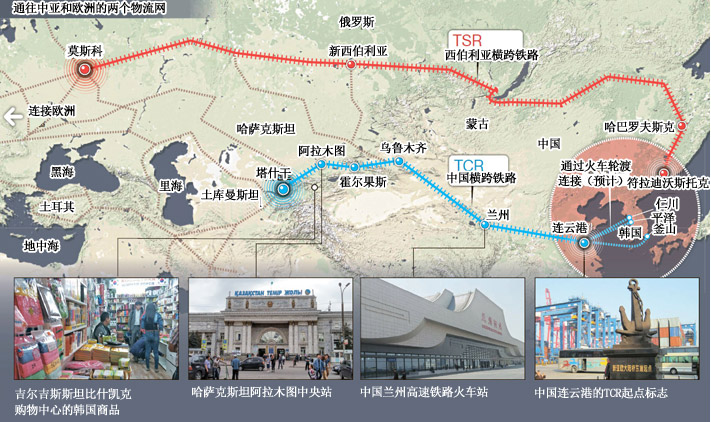 通往中亚和欧洲的两个物流网
俄罗斯
莫斯科
新西伯利亚
TSR
西伯利亚横跨铁路
连接欧洲
哈萨克斯坦
蒙古
中国
哈巴罗夫斯克
阿拉木图
乌鲁木齐
TCR
中国横跨铁路
通过火车轮渡
连接（预计）
符拉迪沃斯托克
黑海
里海
塔什干
霍尔果斯
土库曼斯坦
土耳其
地中海
兰州
连云港
仁川
平泽
韩国
釜山
ҚАЗАҚСТАН ТЕМІР ЖОЛЫ
吉尔吉斯斯坦比什凯克
购物中心的韩国商品
哈萨克斯坦阿拉木图中央站
中国兰州高速铁路火车站
中国连云港的TCR起点标志